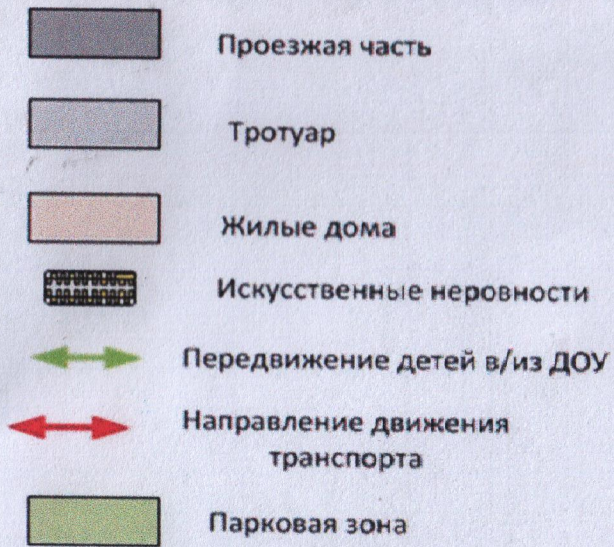 Проезжая часть
Тротуар
Жилые дома
Искусственные неровности
Передвижение детей в/из ДОУ
Направление движения
транспорта
Парковая зона